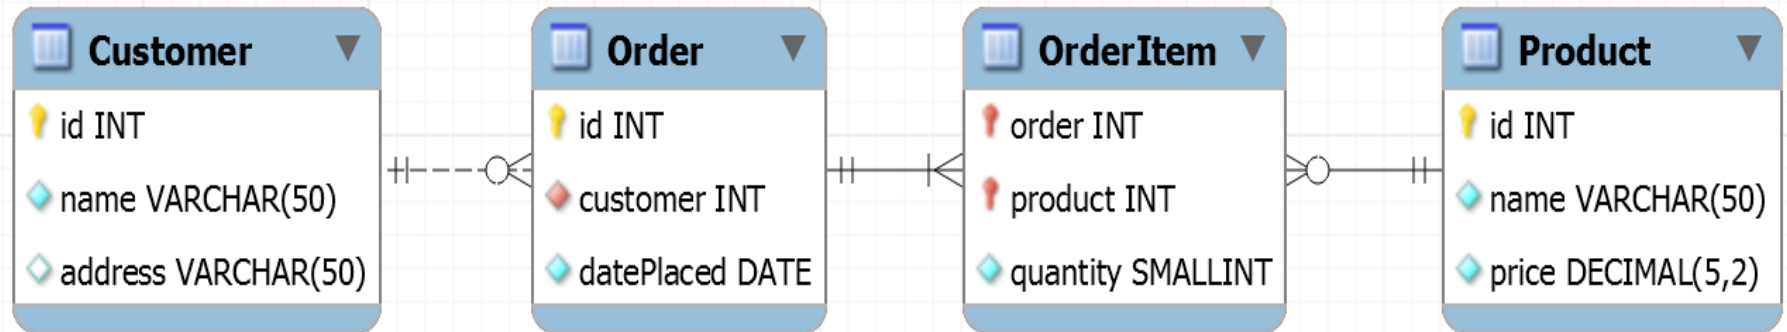 Customer
id INT
name VARCHAR(50)
address VARCHAR(50)
Order
id INT
customer INT
datePlaced DATE
OrderItem
order INT
product INT
quantity SMALLINT
Product
id INT
name VARCHAR(50)
price DECIMAL(5,2)